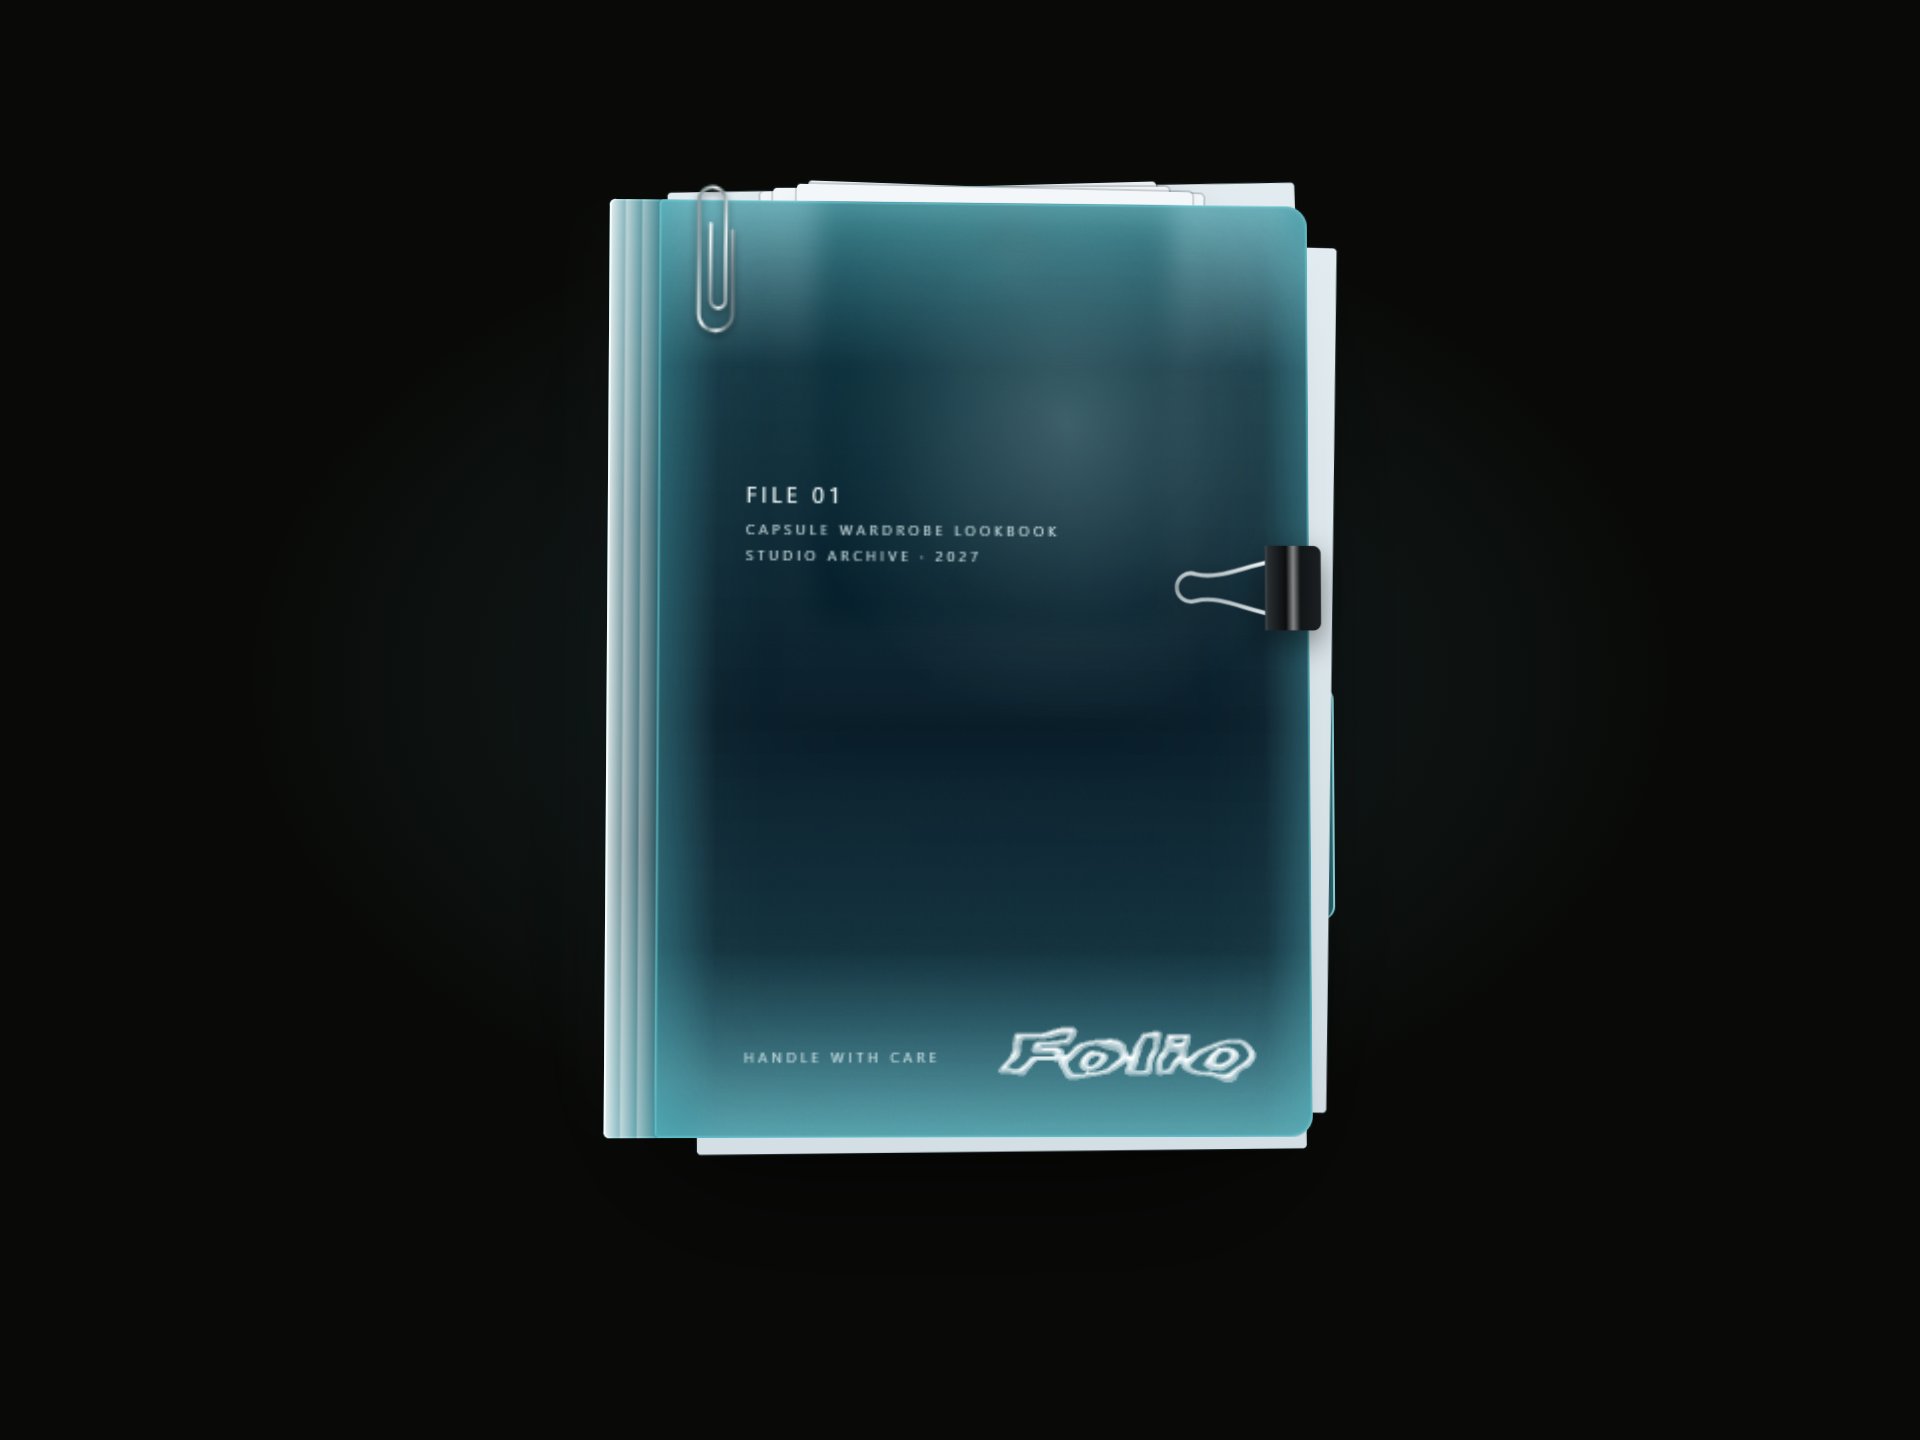 FILE 01
CAPSULE WARDROBE LOOKBOOK
STUDIO ARCHIVE · 2027
HANDLE WITH CARE
Folio